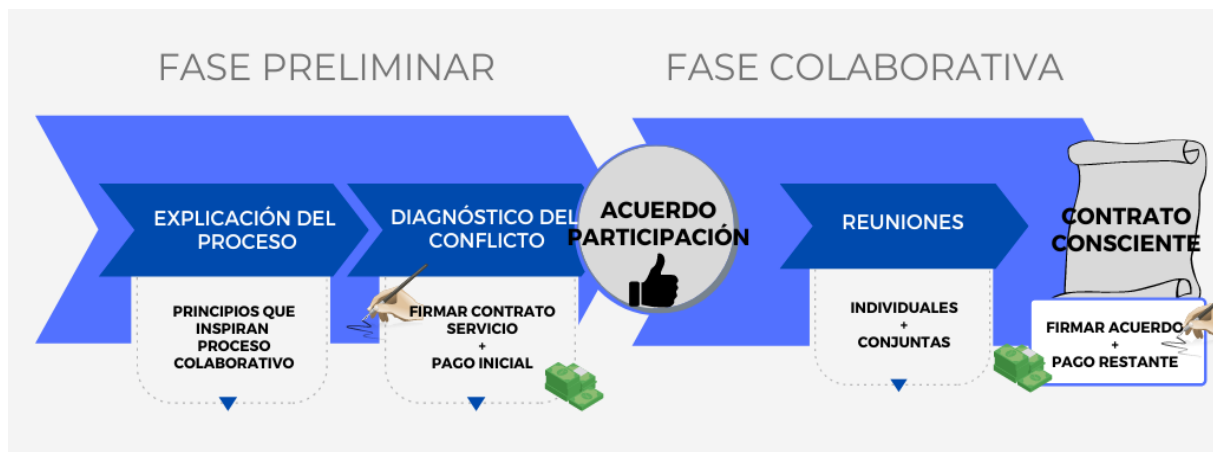 FASE PRELIMINAR
FASE COLABORATIVA
EXPLICACIÓN DEL
PROCESO
PRINCIPIOS QUE
INSPIRAN
PROCESO
COLABORATIVO
DIAGNÓSTICO DEL
CONFLICTO
FIRMAR CONTRATO
SERVICIO
+
PAGO INICIAL
ACUERDO
PARTICIPACIÓN
REUNIONES
INDIVIDUALES
+
CONJUNTAS
CONTRATO
CONSCIENTE
FIRMAR ACUERDO
+
PAGO RESTANTE